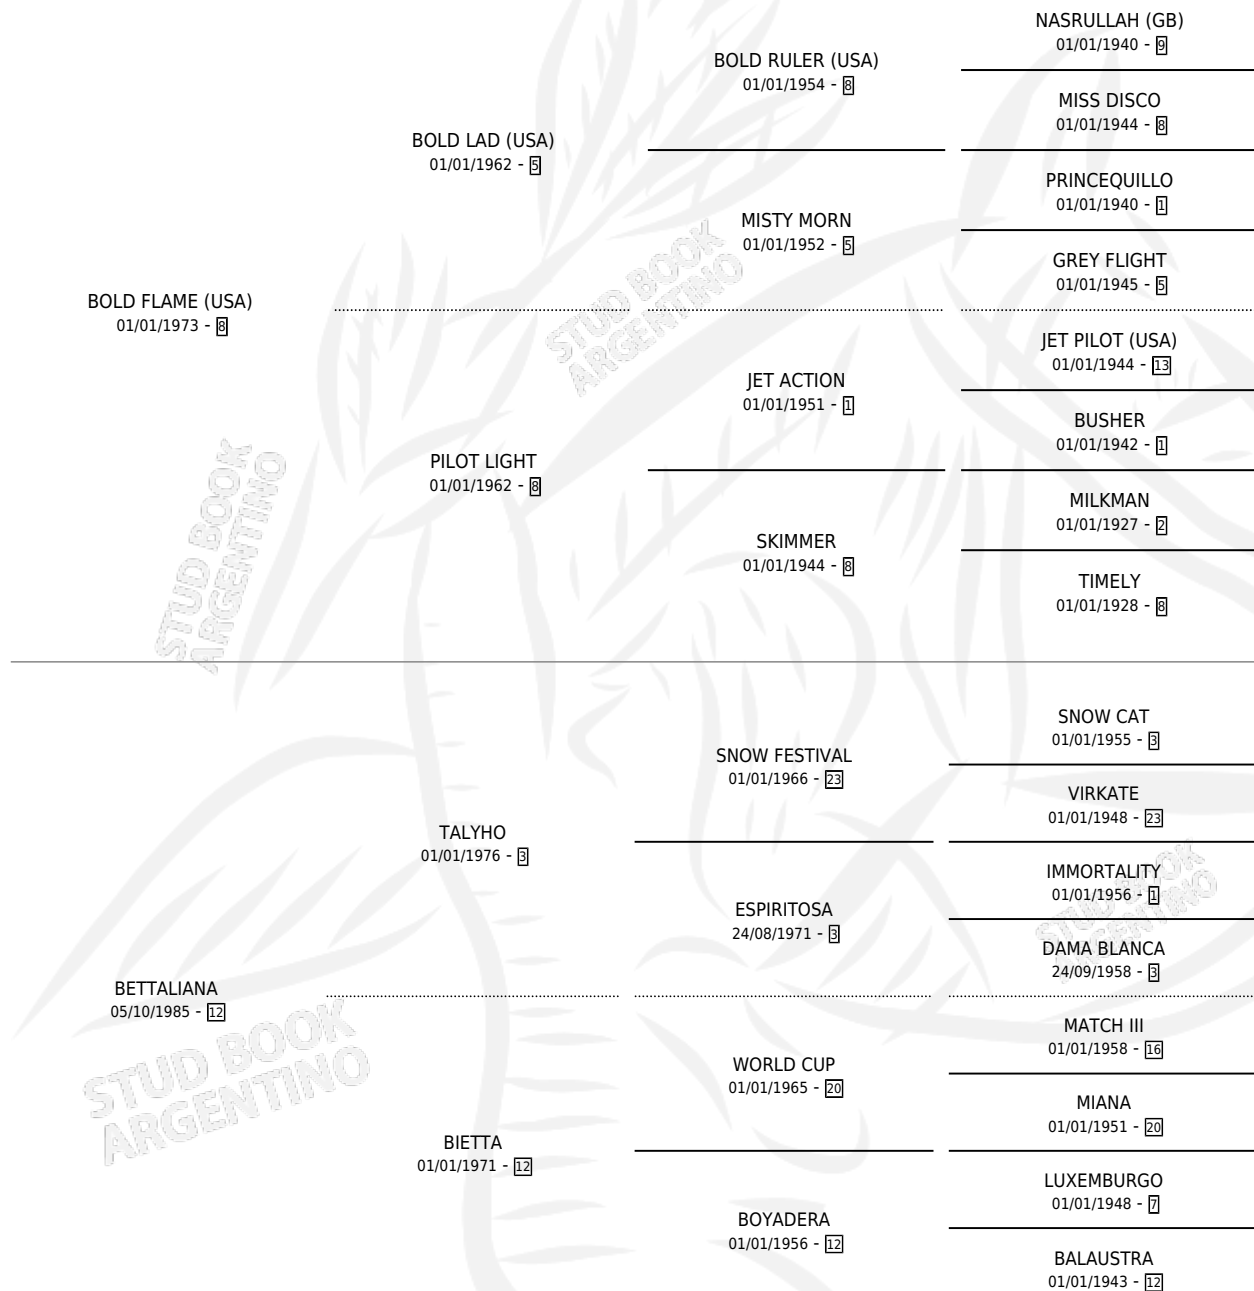 BOLD FLAME (USA)
01/01/1973 - 8
BOLD LAD (USA)
01/01/1962 - 5
PILOT LIGHT
01/01/1962 - 8
BOLD RULER (USA)
01/01/1954 - 8
MISTY MORN
01/01/1952 - 5
JET ACTION
01/01/1951 - 1
SKIMMER
01/01/1944 - 8
NASRULLAH (GB)
01/01/1940 - 9
MISS DISCO
01/01/1944 - 8
PRINCEQUILLO
01/01/1940 - 1
GREY FLIGHT
01/01/1945 - 5
JET PILOT (USA)
01/01/1944 - 13
BUSHER
01/01/1942 - 1
MILKMAN
01/01/1927 - 2
TIMELY
01/01/1928 - 8
BETTALIANA
05/10/1985 - 12
TALYHO
01/01/1976 - 3
BIETTA
01/01/1971 - 12
SNOW FESTIVAL
01/01/1966 - 23
ESPIRITOSA
24/08/1971 - 3
WORLD CUP
01/01/1965 - 20
BOYADERA
01/01/1956 - 12
SNOW CAT
01/01/1955 - 3
VIRKATE
01/01/1948 - 23
IMMORTALITY
01/01/1956 - 1
DAMA BLANCA
24/09/1958 - 3
MATCH III
01/01/1958 - 16
MIANA
01/01/1951 - 20
LUXEMBURGO
01/01/1948 - 7
BALAUSTRA
01/01/1943 - 12
STUD BOOK
ARGENTINO
STUD BOOK
ARGENTINO
STUD BOOK
ARGENTINO
STUD BOOK
ARGENTINO